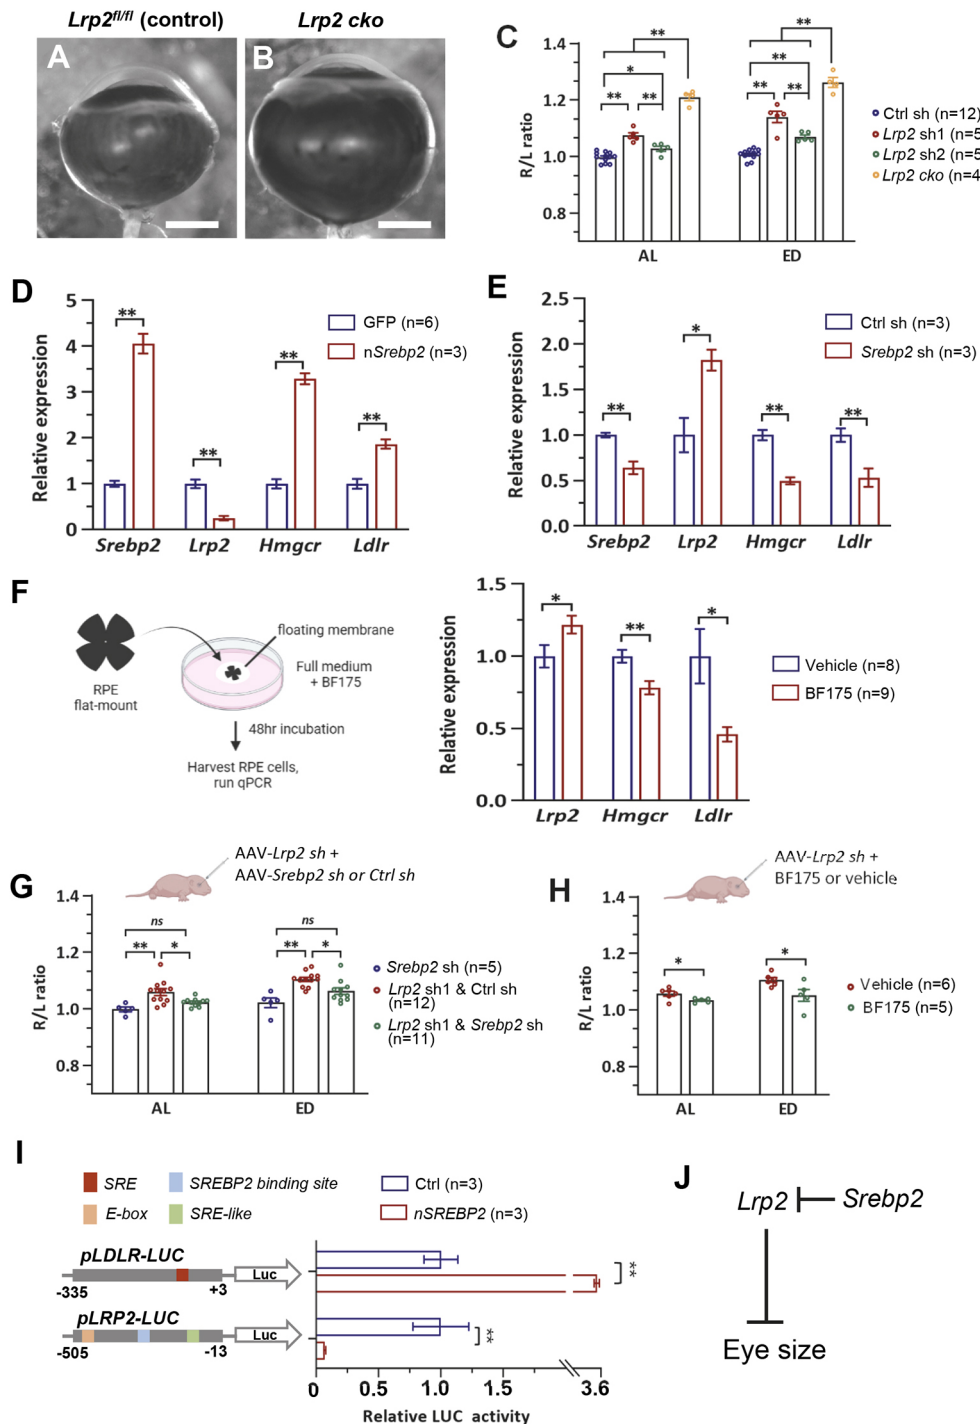 Lrp2fl/fl (control)
Lrp2 cko
A
B
C
R/L ratio
1.4
1.2
1.0
0.8
**
**
*
**
**
**
**
**
**
AL
ED
Ctrl sh (n=12)
Lrp2 sh1 (n=5
Lrp2 sh2 (n=5
Lrp2 cko (n=4
D
Relative expression
5
4
3
2
1
0
**
**
**
**
GFP (n=6)
nSrebp2 (n=3)
Srebp2 Lrp2 Hmgcr Ldlr
E
Relative expression
2.5
2.0
1.5
1.0
0.5
0.0
**
*
**
**
Ctrl sh (n=3)
Srebp2 sh (n=3)
Srebp2 Lrp2 Hmgcr Ldlr
F
RPE
flat-mount
floating membrane
Full medium
+ BF175
48hr incubation
Harvest RPE cells,
run qPCR
Relative expression
1.5
1.0
0.5
0.0
*
**
*
Vehicle (n=8)
BF175 (n=9)
Lrp2 Hmgcr Ldlr
G
AAV-Lrp2 sh +
AAV-Srebp2 sh or Ctrl sh
R/L ratio
1.4
1.2
1.0
0.8
ns
**
*
ns
**
*
AL
ED
Srebp2 sh (n=5)
Lrp2 sh1 & Ctrl sh
(n=12)
Lrp2 sh1 & Srebp2 sh
(n=11)
H
AAV-Lrp2 sh +
BF175 or vehicle
R/L ratio
1.4
1.2
1.0
0.8
*
*
AL
ED
Vehicle (n=6)
BF175 (n=5)
I
SRE
SREBP2 binding site
E-box
SRE-like
Ctrl (n=3)
nSREBP2 (n=3)
pLDLR-LUC
Luc
-335
+3
pLRP2-LUC
Luc
-505
-13
**
**
0 0.5 1.0 1.5 3.6
Relative LUC activity
J
Lrp2
Srebp2
Eye size